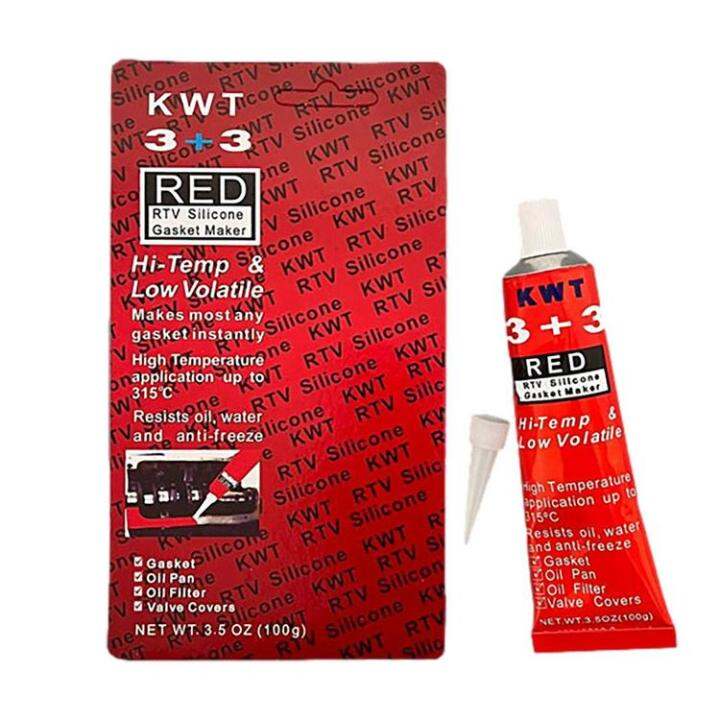 KWT
3+3
RED
RTV Silicone
Gasket Maker
Hi-Temp &
Low Volatile
Makes most any
gasket instantly
High Temperature
application up to
315°C
Resists oil, water
and anti-freeze
Gasket
Oil Pan
Oil Filter
Valve Covers
NET WT. 3.5 OZ (100g)
KWT RTV Silicone
KWT
3+3
RED
RTV Silicone
Gasket Maker
Hi-Temp &
Low Volatile
High Temperature
application up to
315°C
Resists oil, water
and anti-freeze
Gasket
Oil Pan
Oil Filter
Valve Covers
NET.WT.3.5OZ(100g)